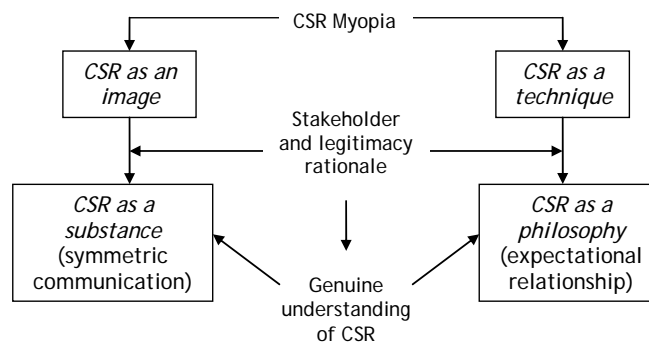 CSR Myopia
CSR as an
image
CSR as a
technique
Stakeholder
and legitimacy
rationale
CSR as a
substance
(symmetric
communication)
CSR as a
philosophy
(expectational
relationship)
Genuine
understanding
of CSR